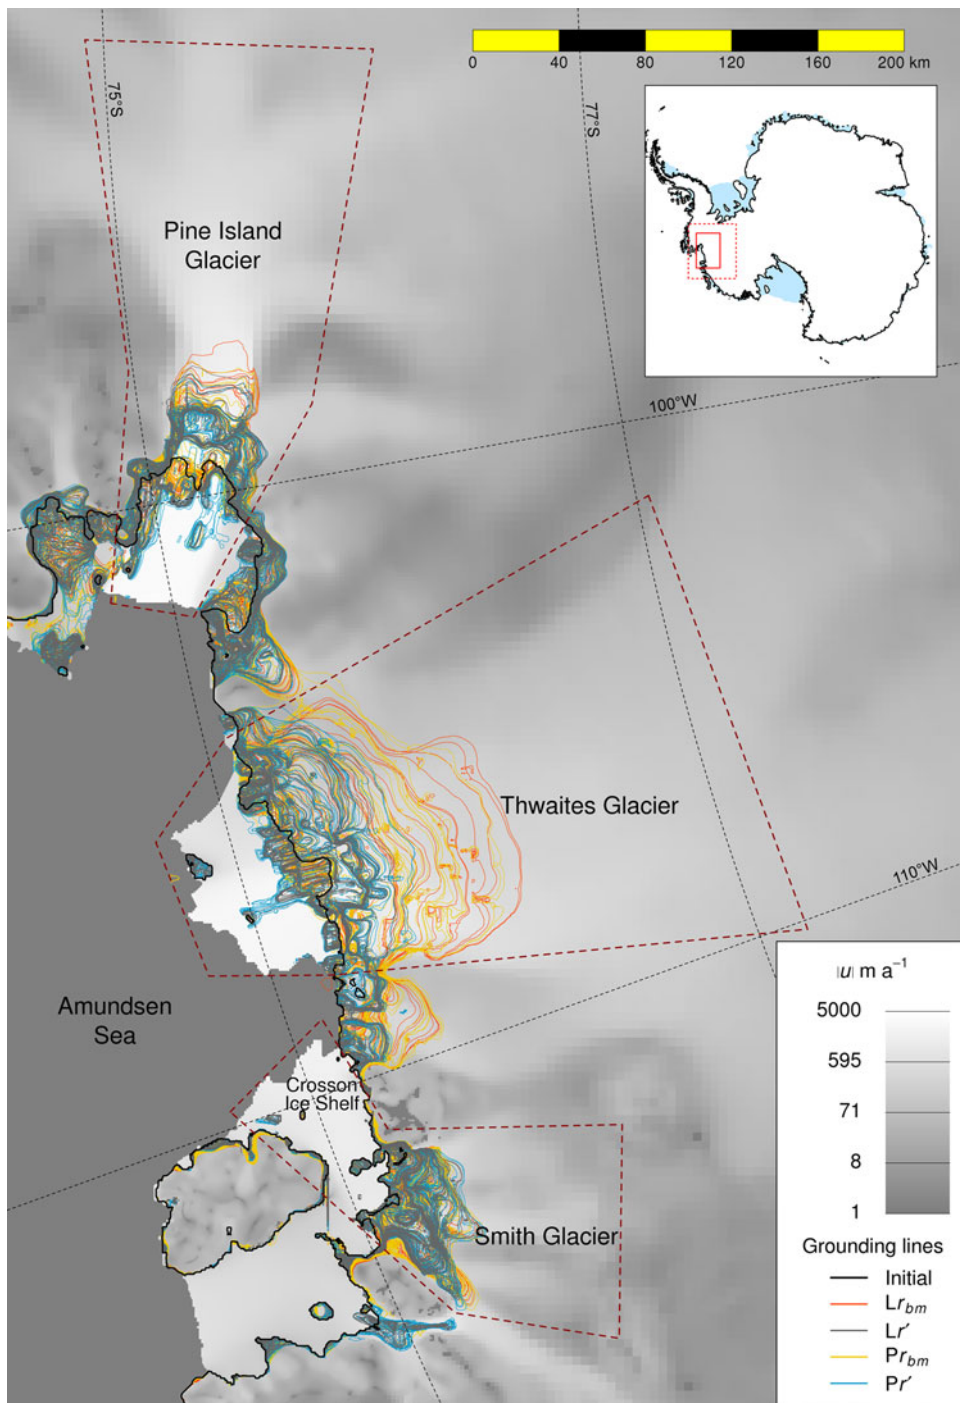 0 40 80 120 160 200 km
75°S
77°S
Pine Island
Glacier
100°W
Thwaites Glacier
110°W
Amundsen
Sea
Crosson
Ice Shelf
Smith Glacier
|u| m a⁻¹
5000
595
71
8
1
Grounding lines
Initial
Lr_bm
Lr'
Pr_bm
Pr'